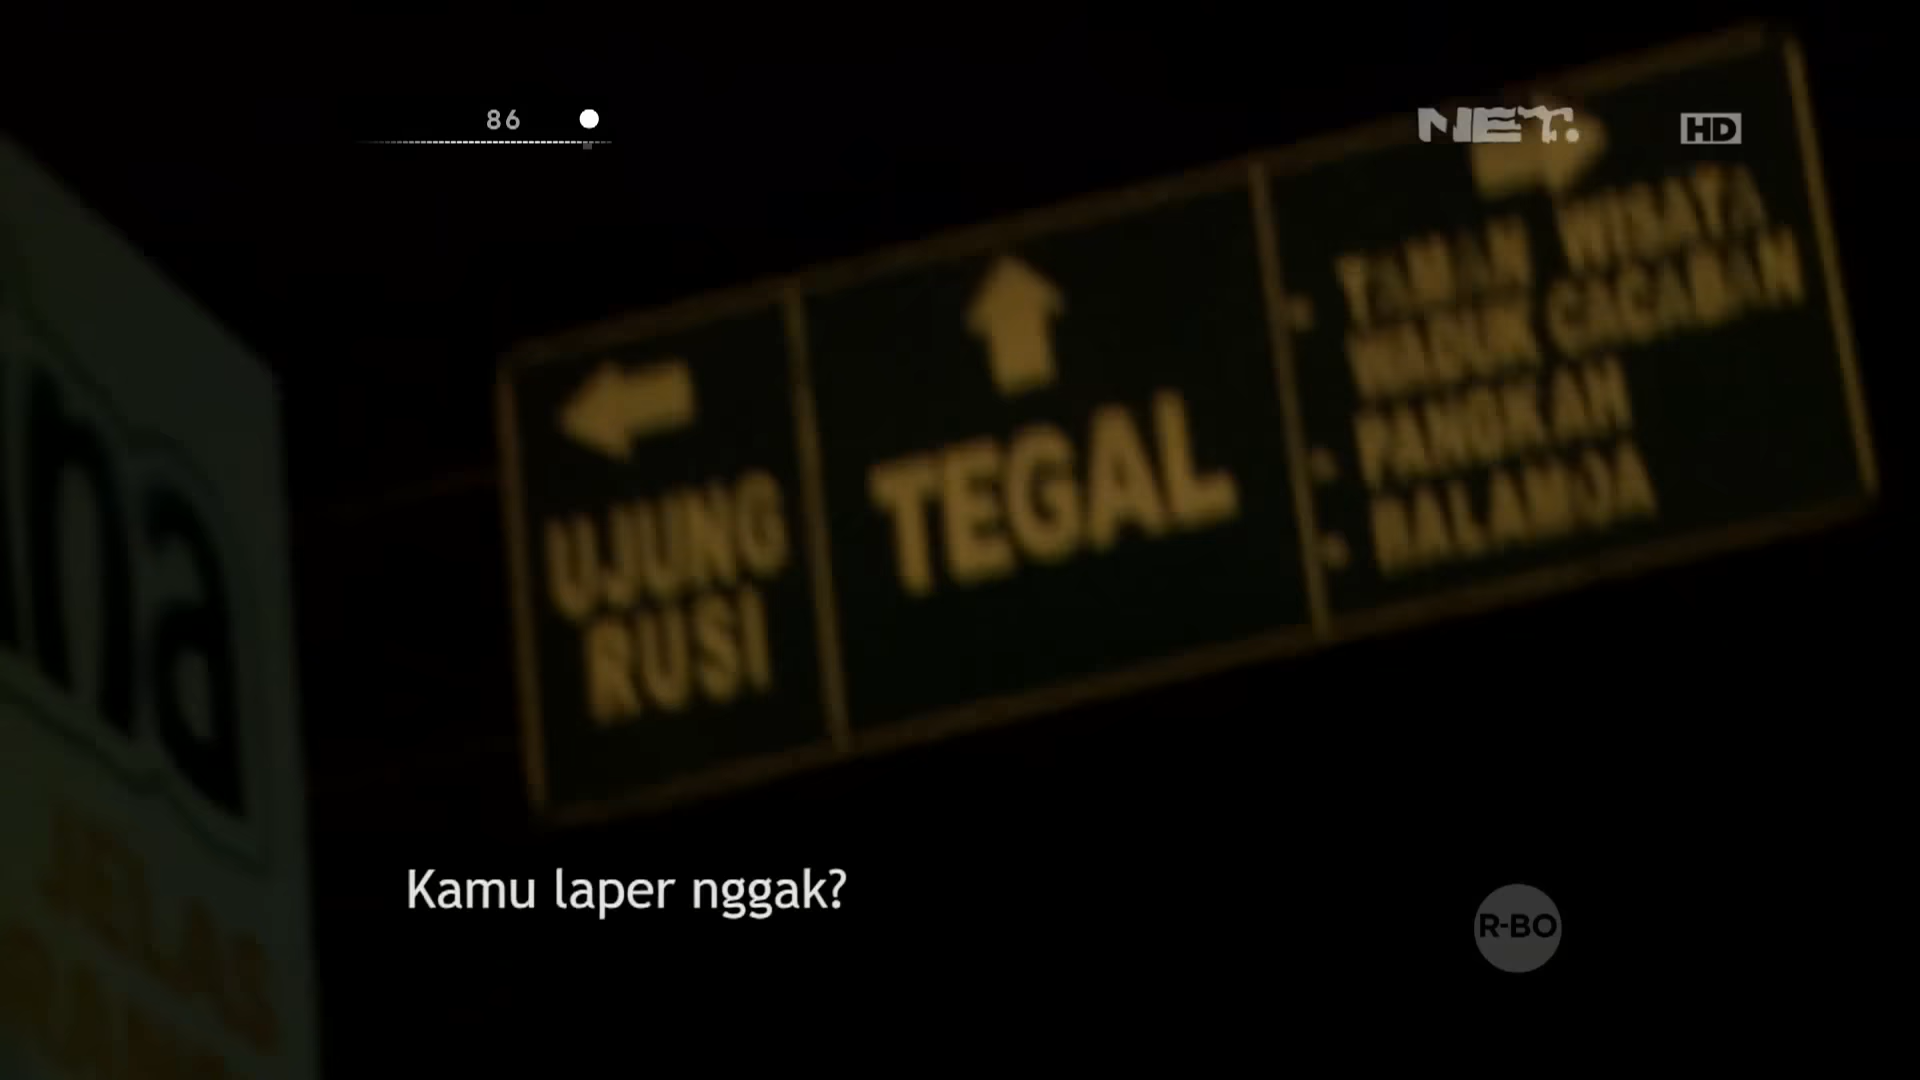 86
NET.
HD
UJUNG
RUSI
TEGAL
TAMAN WISATA
WADUK CACABAN
PANGKAH
BALAMOA
Kamu laper nggak?
R-BO